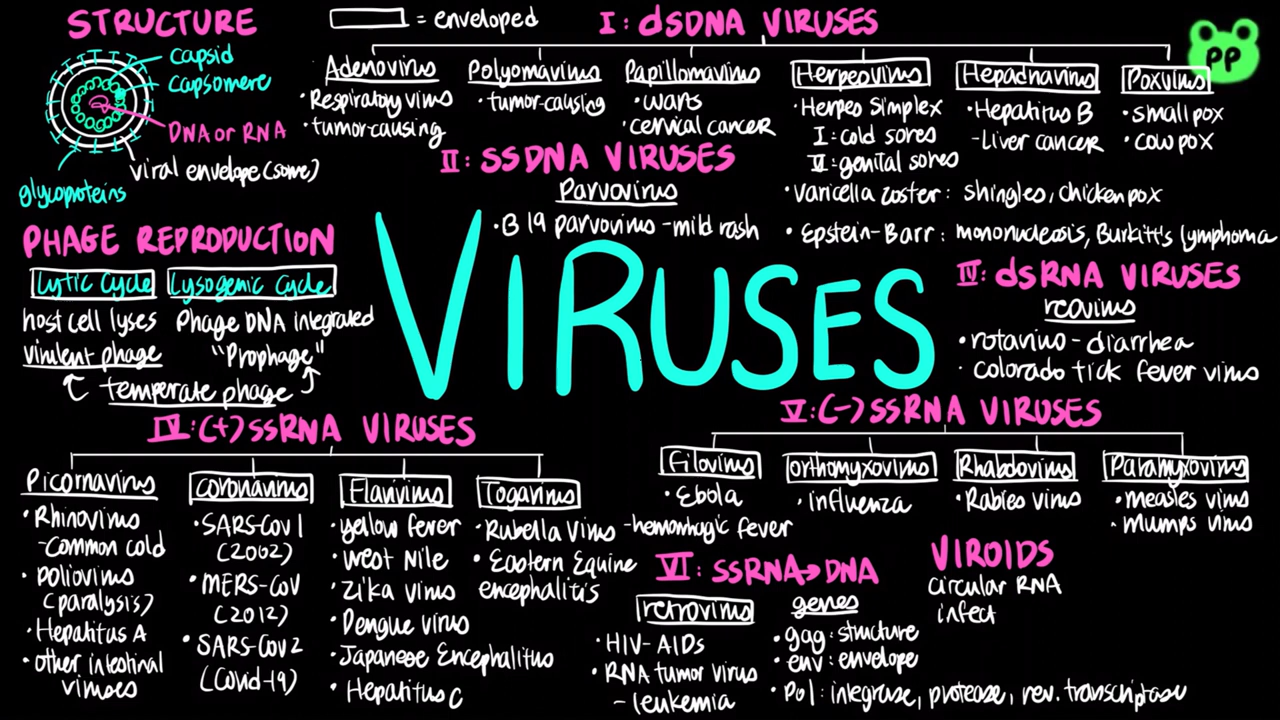 STRUCTURE
capsid
capsomere
DNA or RNA
viral envelope (some)
glycoproteins
= enveloped
I: dsDNA VIRUSES
PP
Adenovirus
• Respiratory virus
• tumor-causing
Polyomavirus
• tumor-causing
Papillomavirus
• warts
• cervical cancer
Herpesvirus
• Herpes Simplex
I: cold sores
II: genital sores
• varicella zoster: shingles, chickenpox
• Epstein-Barr: mononucleosis, Burkitt's lymphoma
Hepadnavirus
• Hepatitus B
- Liver cancer
Poxvirus
• small pox
• cow pox
II: SSDNA VIRUSES
Parvovirus
• B 19 parvovirus - mild rash
PHAGE REPRODUCTION
Lytic Cycle
host cell lyses
virulent phage
Lysogenic Cycle
Phage DNA integrated
"Prophage"
temperate phage
VIRUSES
IV: dsRNA VIRUSES
reovirus
• rotavirus - diarrhea
• colorado tick fever virus
IV: (+) ssRNA VIRUSES
Picornavirus
• Rhinovirus
- Common cold
• poliovirus
(paralysis)
• Hepatitus A
• other intestinal
viruses
coronavirus
• SARS-CoV 1
(2002)
• MERS-CoV
(2012)
• SARS-CoV 2
(Covid-19)
Flavivirus
• yellow fever
• West Nile
• Zika virus
• Dengue virus
• Japanese Encephalitus
• Hepatitus C
Togavirus
• Rubella Virus
• Eastern Equine
encephalitis
V: (-) ssRNA VIRUSES
Filovirus
• Ebola
- hemorrhagic fever
orthomyxovirus
• influenza
Rhabdovirus
• Rabies virus
Paramyxovirus
• measles virus
• mumps virus
VI: SSRNA→DNA
retrovirus
• HIV- AIDs
• RNA tumor virus
- leukemia
genes
• gag: structure
• env: envelope
• Pol: integrase, protease, rev. transcriptase
VIROIDS
circular RNA
infect